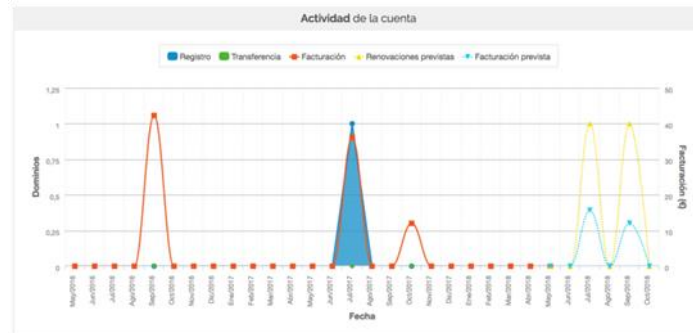 Actividad de la cuenta
Registro Transferencia Facturación Renovaciones previstas Facturación prevista
1,25
1
0,75
0,5
0,25
0
Dominios
50
40
30
20
10
0
Facturación (€)
May/2016 Jun/2016 Jul/2016 Ago/2016 Sep/2016 Oct/2016 Nov/2016 Dic/2016 Ene/2017 Feb/2017 Mar/2017 Abr/2017 May/2017 Jun/2017 Jul/2017 Ago/2017 Sep/2017 Oct/2017 Nov/2017 Dic/2017 Ene/2018 Feb/2018 Mar/2018 Abr/2018 May/2018 Jun/2018 Jul/2018 Ago/2018 Sep/2018 Oct/2018
Fecha